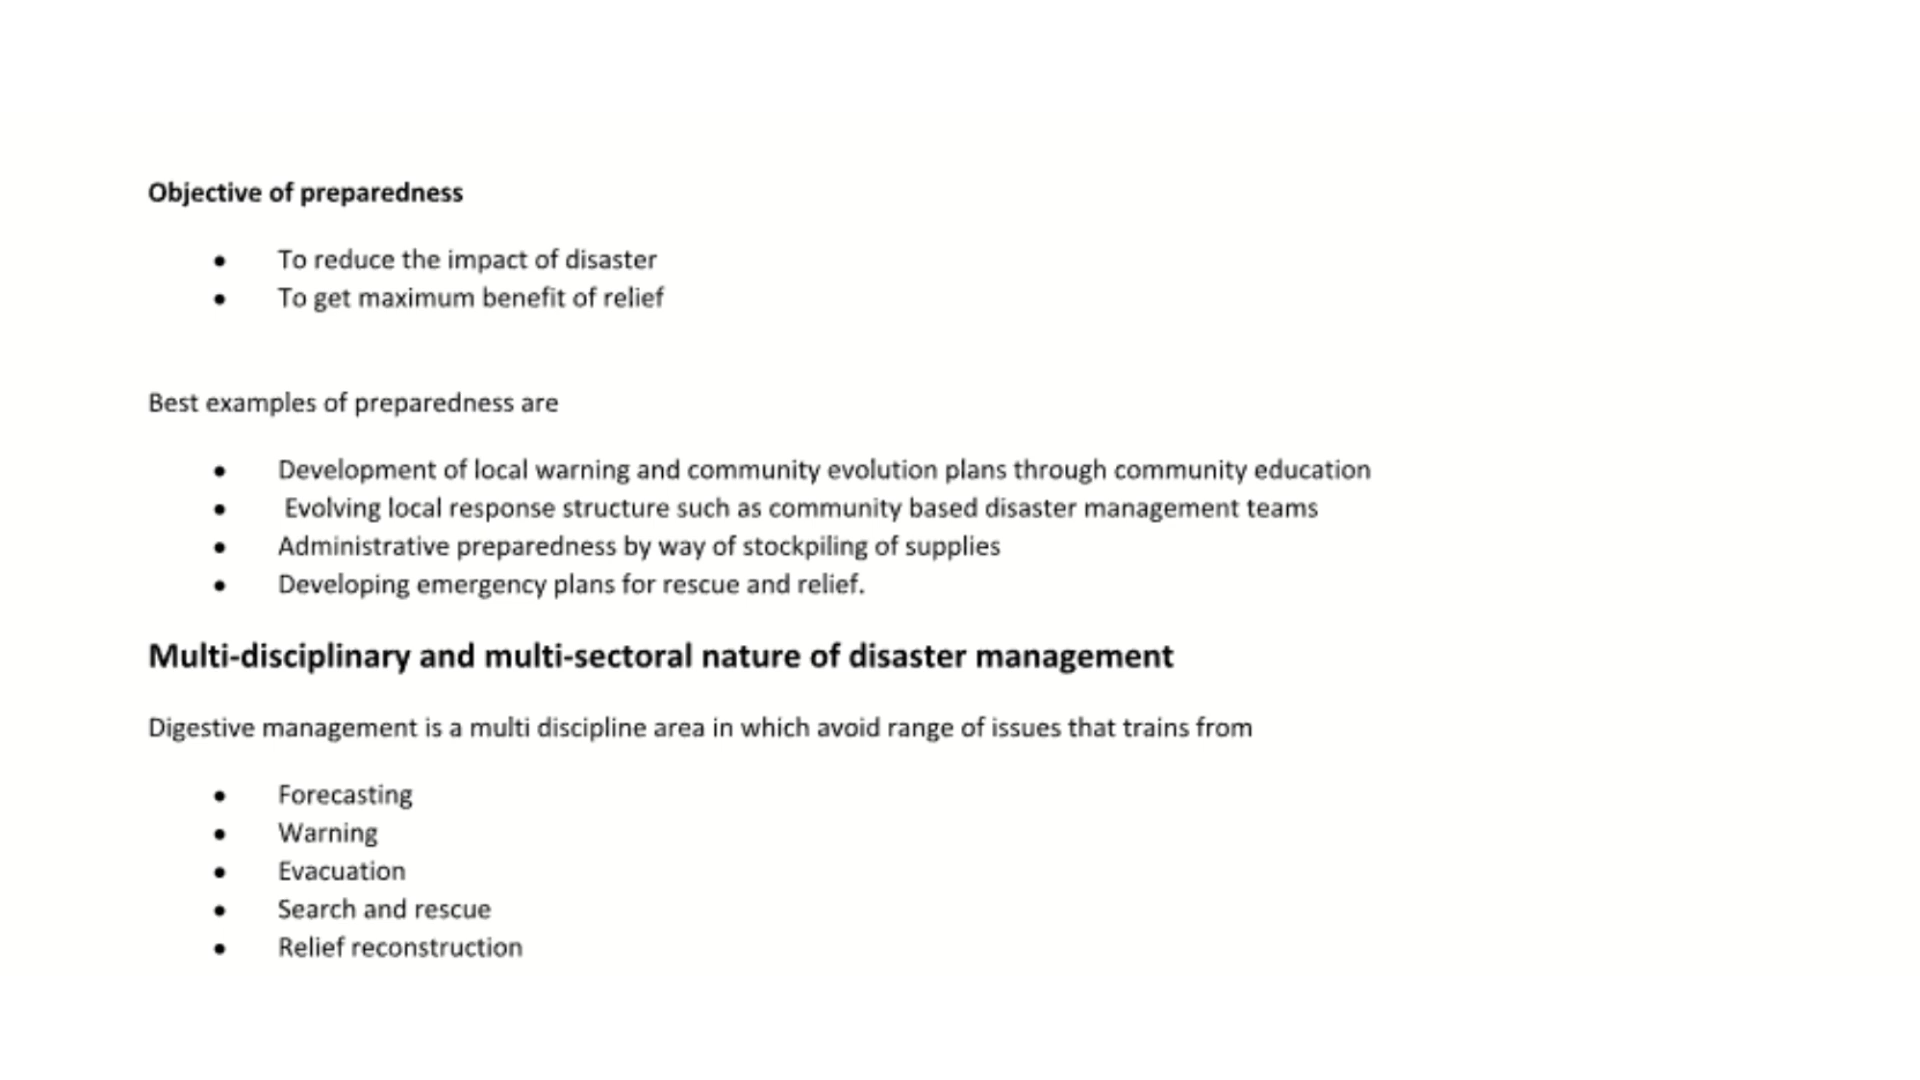 Objective of preparedness
• To reduce the impact of disaster
• To get maximum benefit of relief
Best examples of preparedness are
• Development of local warning and community evolution plans through community education
• Evolving local response structure such as community based disaster management teams
• Administrative preparedness by way of stockpiling of supplies
• Developing emergency plans for rescue and relief.
Multi-disciplinary and multi-sectoral nature of disaster management
Digestive management is a multi discipline area in which avoid range of issues that trains from
• Forecasting
• Warning
• Evacuation
• Search and rescue
• Relief reconstruction